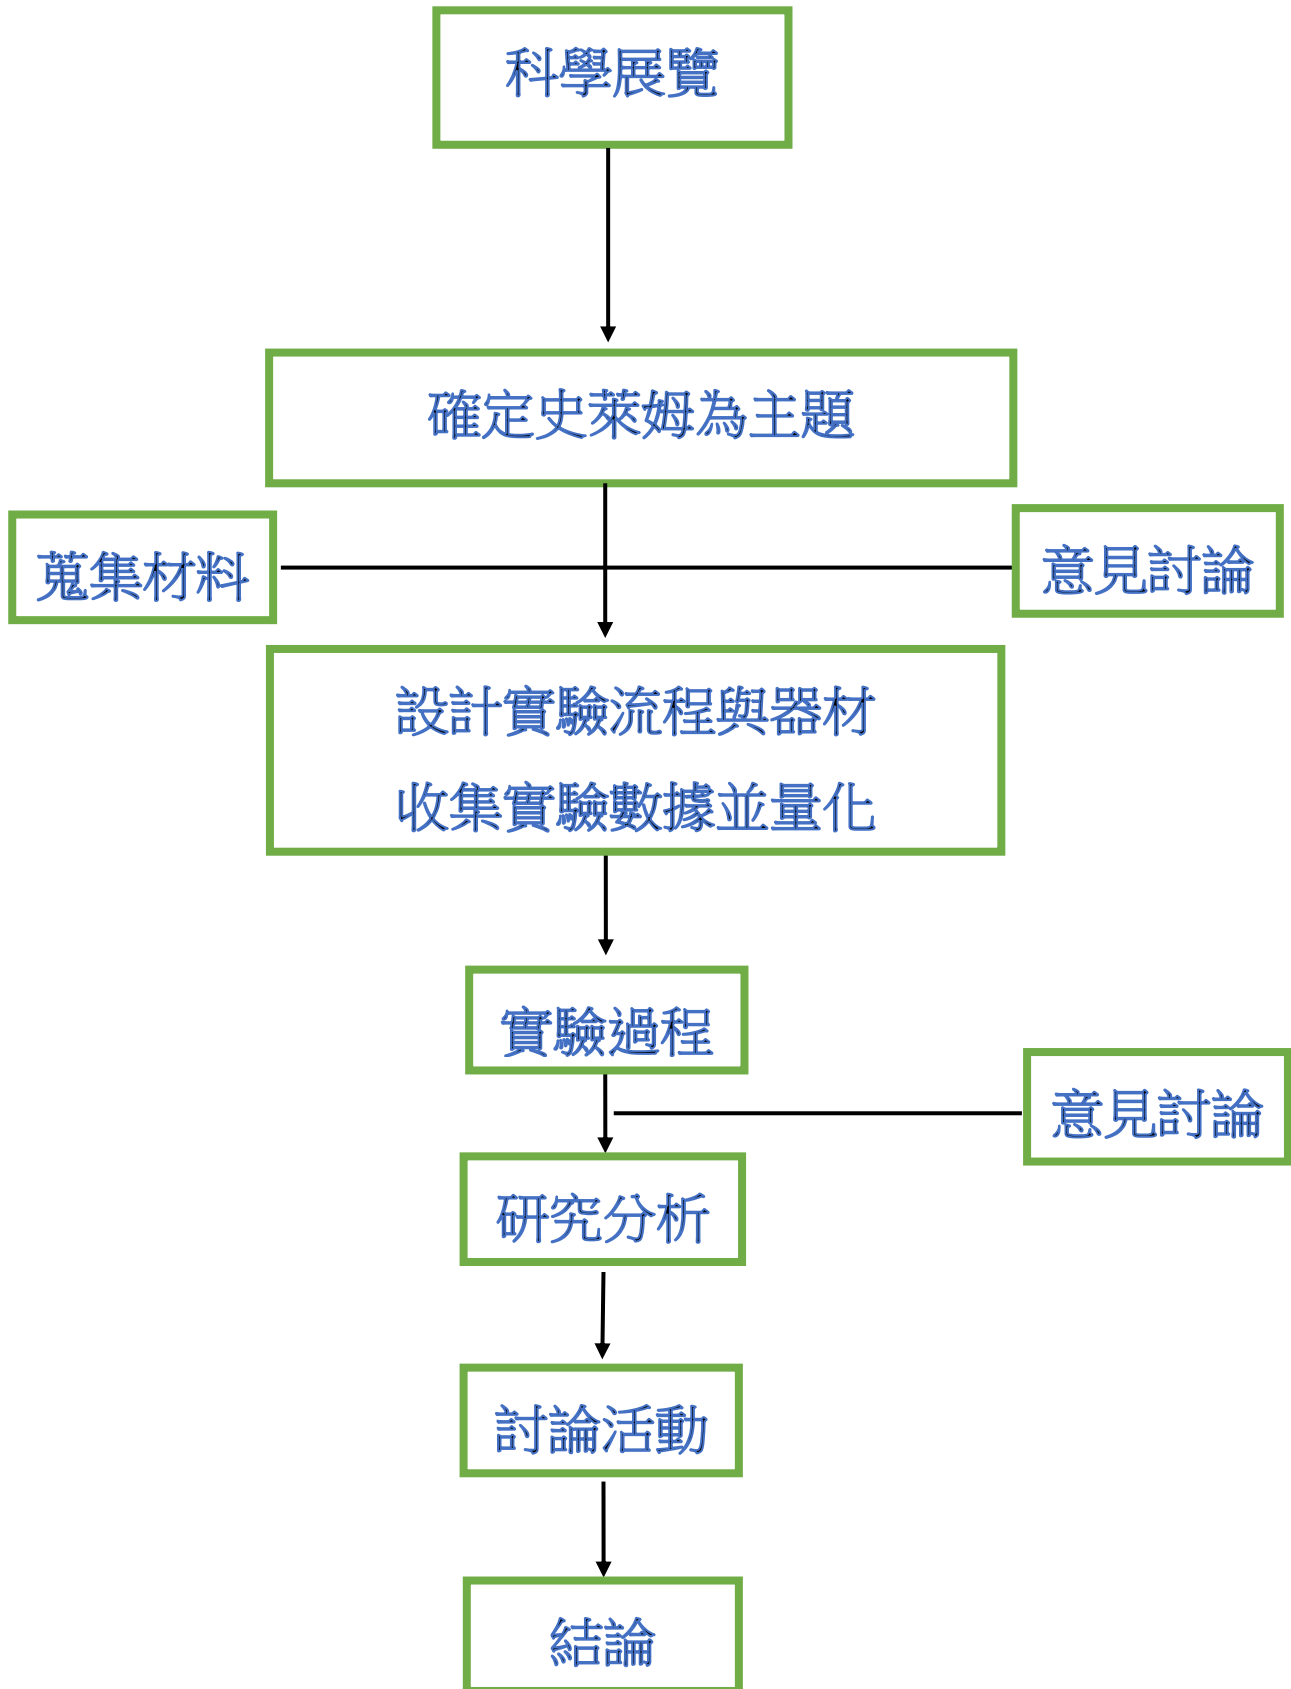 科學展覽
確定史萊姆為主題
蒐集材料
意見討論
設計實驗流程與器材
收集實驗數據並量化
實驗過程
意見討論
研究分析
討論活動
結論